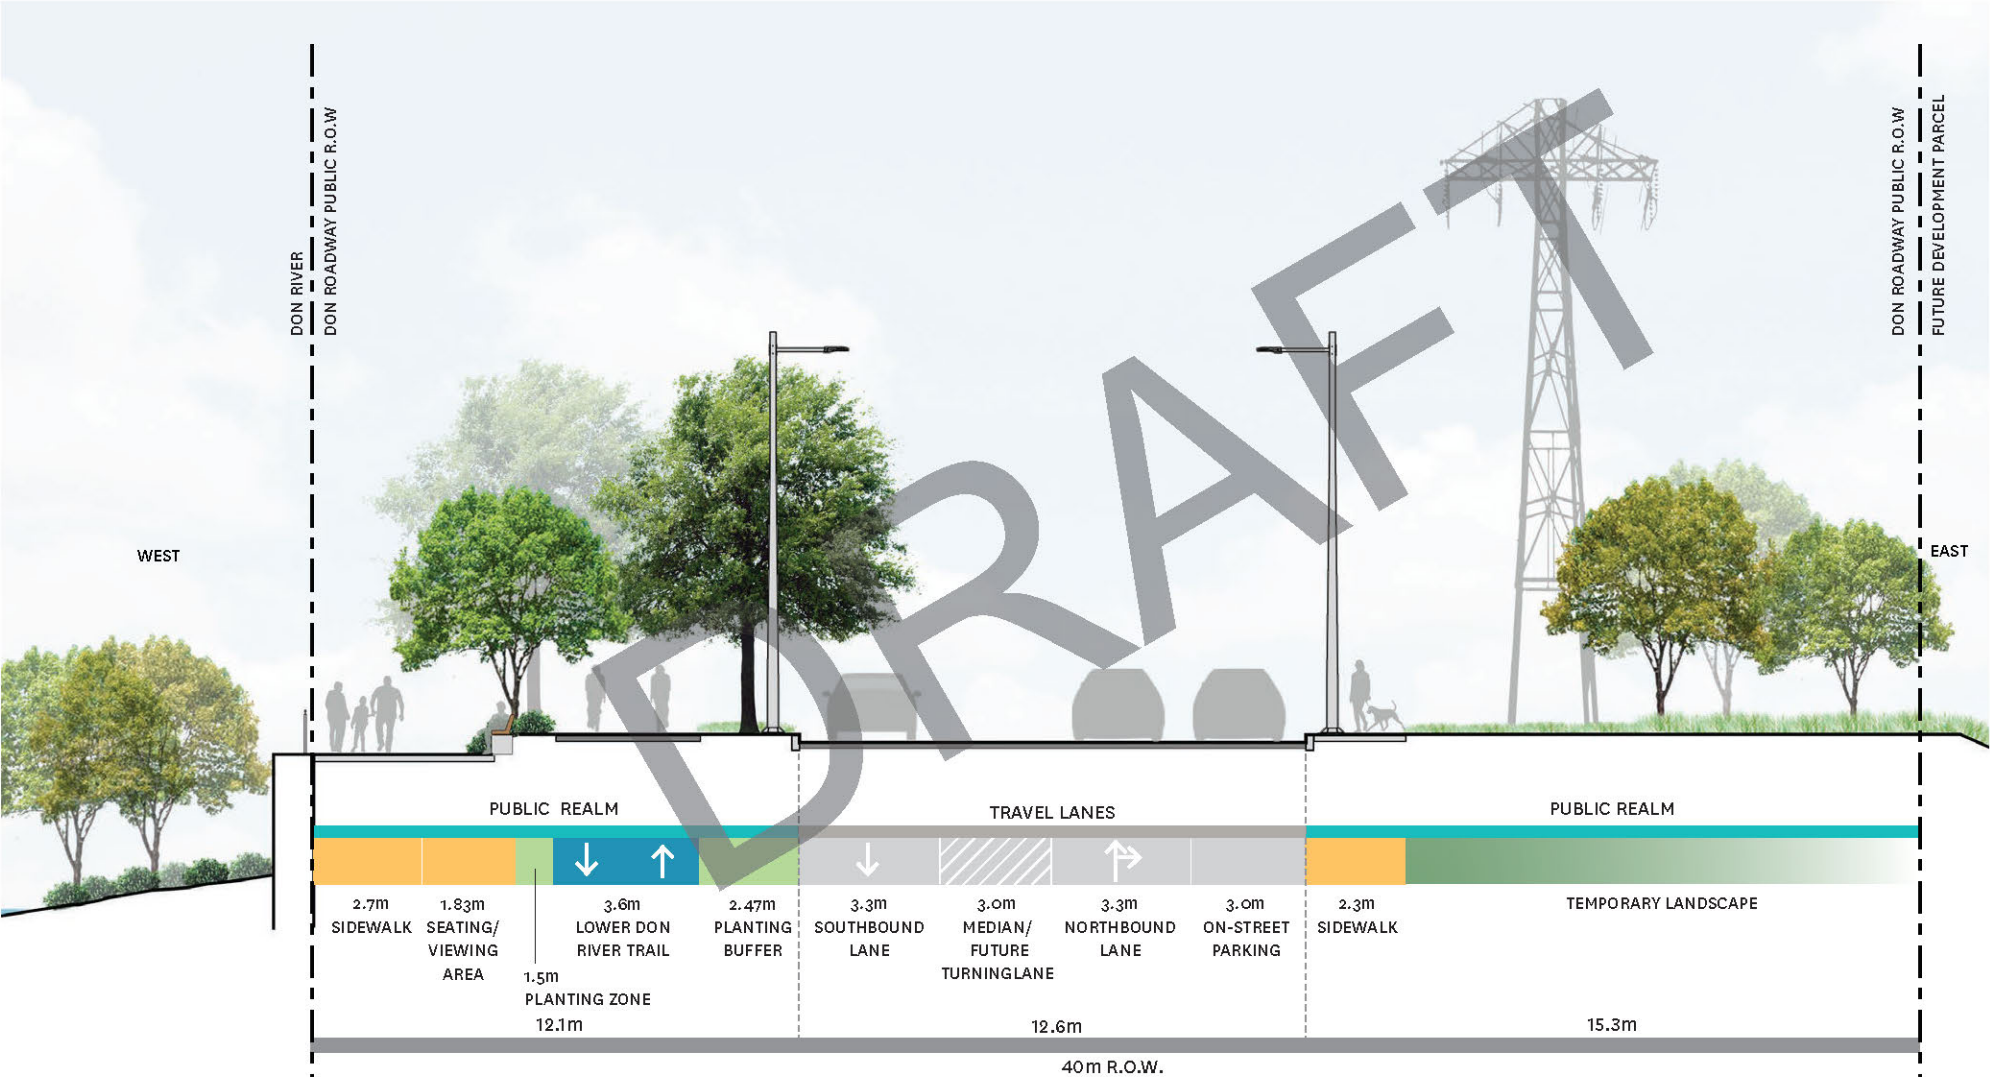 DON RIVER
DON ROADWAY PUBLIC R.O.W
DON ROADWAY PUBLIC R.O.W
FUTURE DEVELOPMENT PARCEL
WEST
EAST
DRAFT
PUBLIC REALM
TRAVEL LANES
PUBLIC REALM
2.7m
SIDEWALK
1.83m
SEATING/
VIEWING
AREA
1.5m
PLANTING ZONE
3.6m
LOWER DON
RIVER TRAIL
2.47m
PLANTING
BUFFER
3.3m
SOUTHBOUND
LANE
3.0m
MEDIAN/
FUTURE
TURNINGLANE
3.3m
NORTHBOUND
LANE
3.0m
ON-STREET
PARKING
2.3m
SIDEWALK
TEMPORARY LANDSCAPE
12.1m
12.6m
15.3m
40m R.O.W.